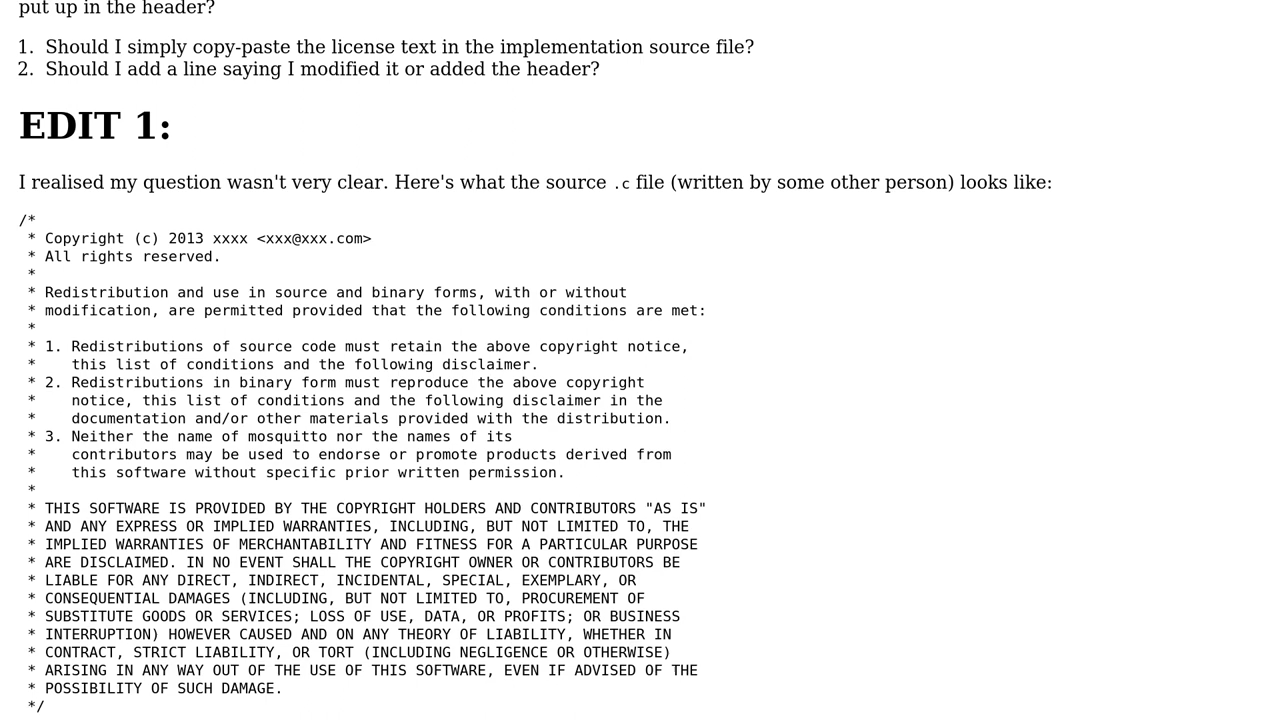 put up in the header?
1. Should I simply copy-paste the license text in the implementation source file?
2. Should I add a line saying I modified it or added the header?
EDIT 1:
I realised my question wasn't very clear. Here's what the source .c file (written by some other person) looks like:
/*
 * Copyright (c) 2013 xxxx <xxx@xxx.com>
 * All rights reserved.
 *
 * Redistribution and use in source and binary forms, with or without
 * modification, are permitted provided that the following conditions are met:
 *
 * 1. Redistributions of source code must retain the above copyright notice,
 *    this list of conditions and the following disclaimer.
 * 2. Redistributions in binary form must reproduce the above copyright
 *    notice, this list of conditions and the following disclaimer in the
 *    documentation and/or other materials provided with the distribution.
 * 3. Neither the name of mosquitto nor the names of its
 *    contributors may be used to endorse or promote products derived from
 *    this software without specific prior written permission.
 *
 * THIS SOFTWARE IS PROVIDED BY THE COPYRIGHT HOLDERS AND CONTRIBUTORS "AS IS"
 * AND ANY EXPRESS OR IMPLIED WARRANTIES, INCLUDING, BUT NOT LIMITED TO, THE
 * IMPLIED WARRANTIES OF MERCHANTABILITY AND FITNESS FOR A PARTICULAR PURPOSE
 * ARE DISCLAIMED. IN NO EVENT SHALL THE COPYRIGHT OWNER OR CONTRIBUTORS BE
 * LIABLE FOR ANY DIRECT, INDIRECT, INCIDENTAL, SPECIAL, EXEMPLARY, OR
 * CONSEQUENTIAL DAMAGES (INCLUDING, BUT NOT LIMITED TO, PROCUREMENT OF
 * SUBSTITUTE GOODS OR SERVICES; LOSS OF USE, DATA, OR PROFITS; OR BUSINESS
 * INTERRUPTION) HOWEVER CAUSED AND ON ANY THEORY OF LIABILITY, WHETHER IN
 * CONTRACT, STRICT LIABILITY, OR TORT (INCLUDING NEGLIGENCE OR OTHERWISE)
 * ARISING IN ANY WAY OUT OF THE USE OF THIS SOFTWARE, EVEN IF ADVISED OF THE
 * POSSIBILITY OF SUCH DAMAGE.
 */